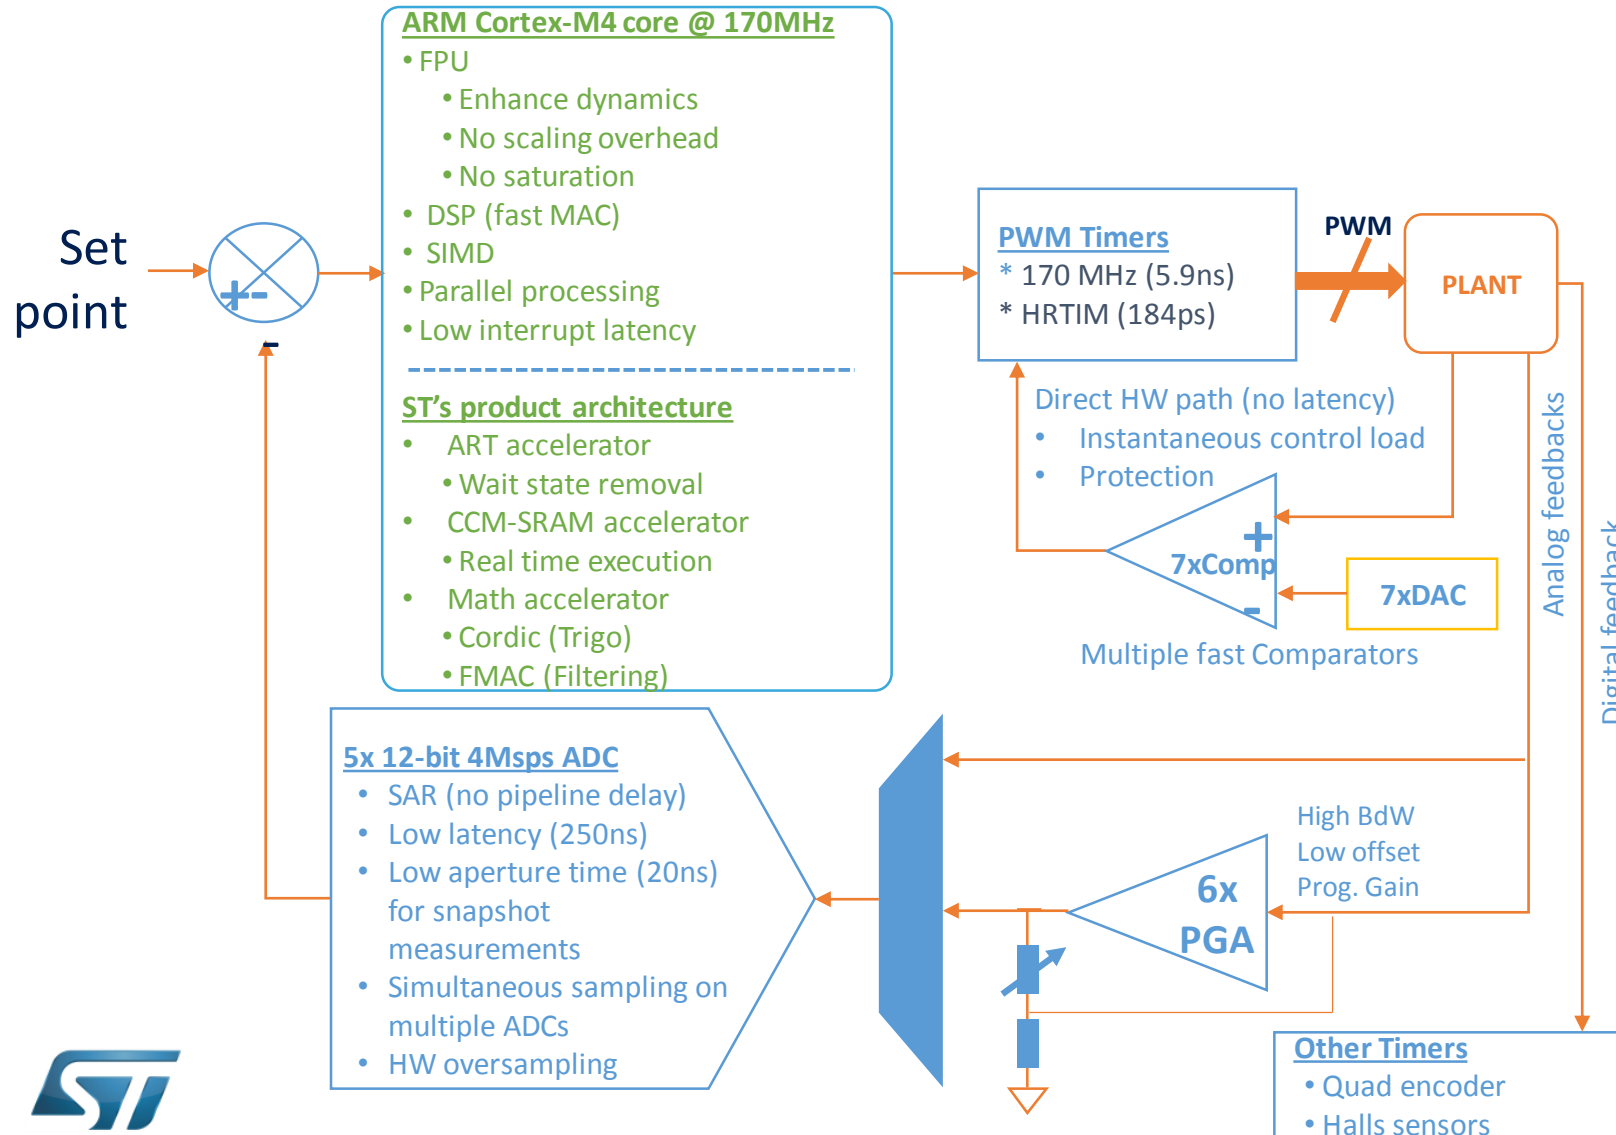 ARM Cortex-M4 core @ 170MHz
• FPU
• Enhance dynamics
• No scaling overhead
• No saturation
• DSP (fast MAC)
• SIMD
• Parallel processing
• Low interrupt latency
ST’s product architecture
• ART accelerator
• Wait state removal
• CCM-SRAM accelerator
• Real time execution
• Math accelerator
• Cordic (Trigo)
• FMAC (Filtering)
Set
point
+-
-
PWM Timers
* 170 MHz (5.9ns)
* HRTIM (184ps)
PWM
PLANT
Direct HW path (no latency)
• Instantaneous control load
• Protection
+
7xComp
-
7xDAC
Multiple fast Comparators
Analog feedbacks
Digital feedback
5x 12-bit 4Msps ADC
• SAR (no pipeline delay)
• Low latency (250ns)
• Low aperture time (20ns)
for snapshot
measurements
• Simultaneous sampling on
multiple ADCs
• HW oversampling
High BdW
Low offset
Prog. Gain
6x
PGA
Other Timers
• Quad encoder
• Halls sensors
ST